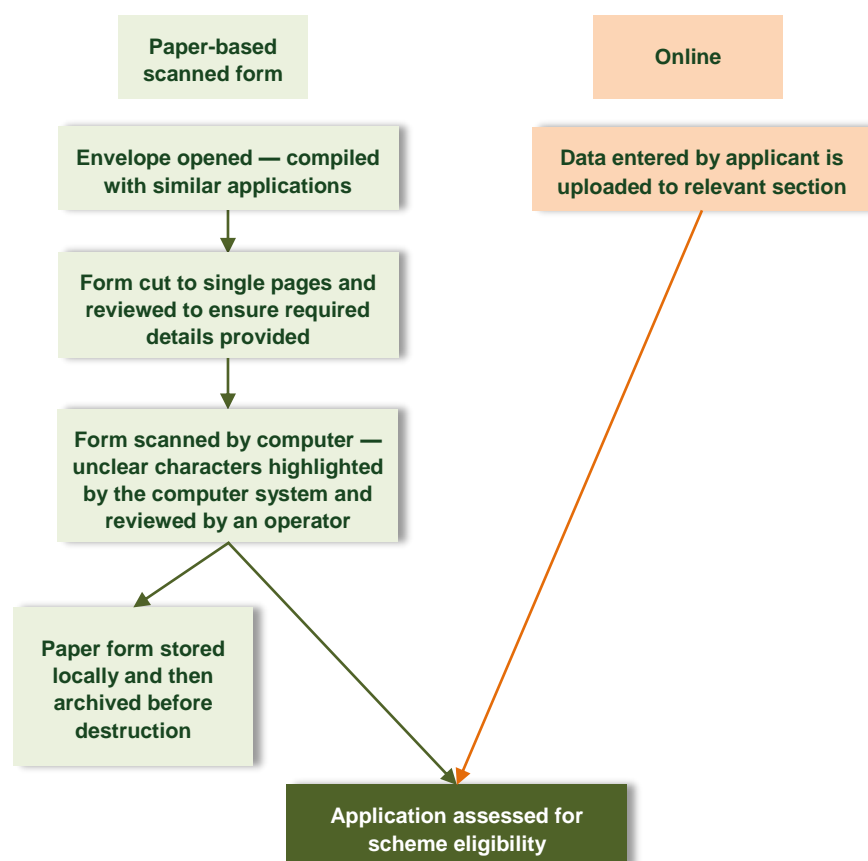 Paper-based
scanned form
Online
Envelope opened — compiled
with similar applications
Data entered by applicant is
uploaded to relevant section
Form cut to single pages and
reviewed to ensure required
details provided
Form scanned by computer —
unclear characters highlighted
by the computer system and
reviewed by an operator
Paper form stored
locally and then
archived before
destruction
Application assessed for
scheme eligibility